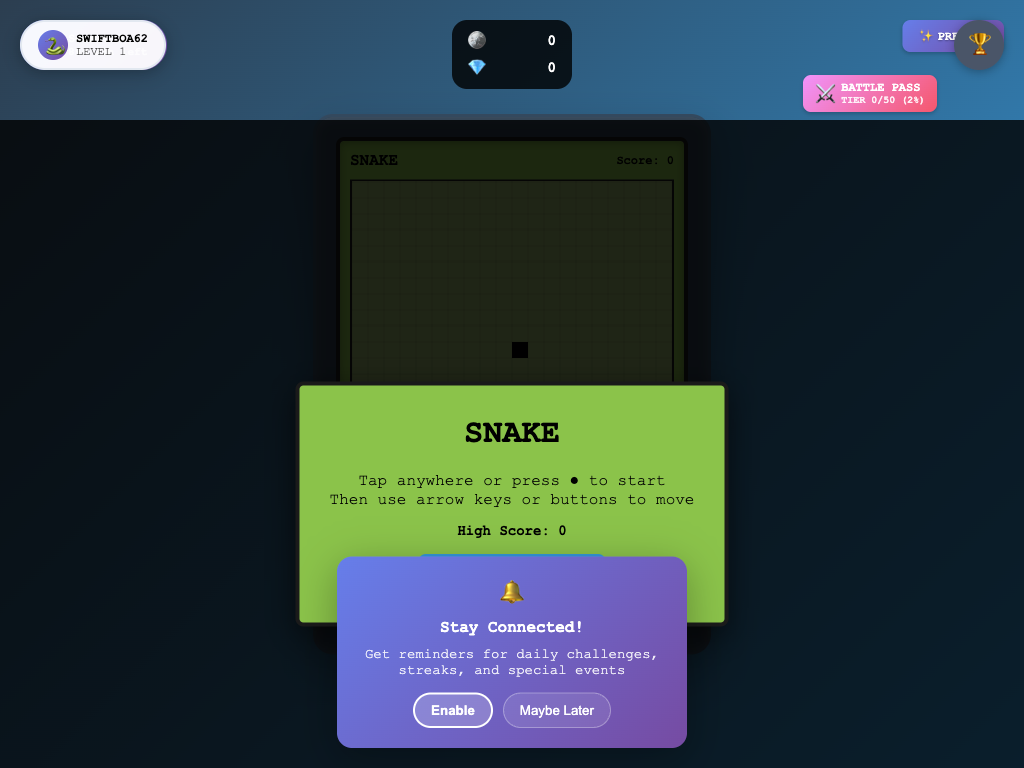 SWIFTBOA62
LEVEL 1
0
0
BATTLE PASS
TIER 0/50 (2%)
SNAKE
Score: 0
SNAKE
Tap anywhere or press ● to start
Then use arrow keys or buttons to move
High Score: 0
Stay Connected!
Get reminders for daily challenges,
streaks, and special events
Enable
Maybe Later